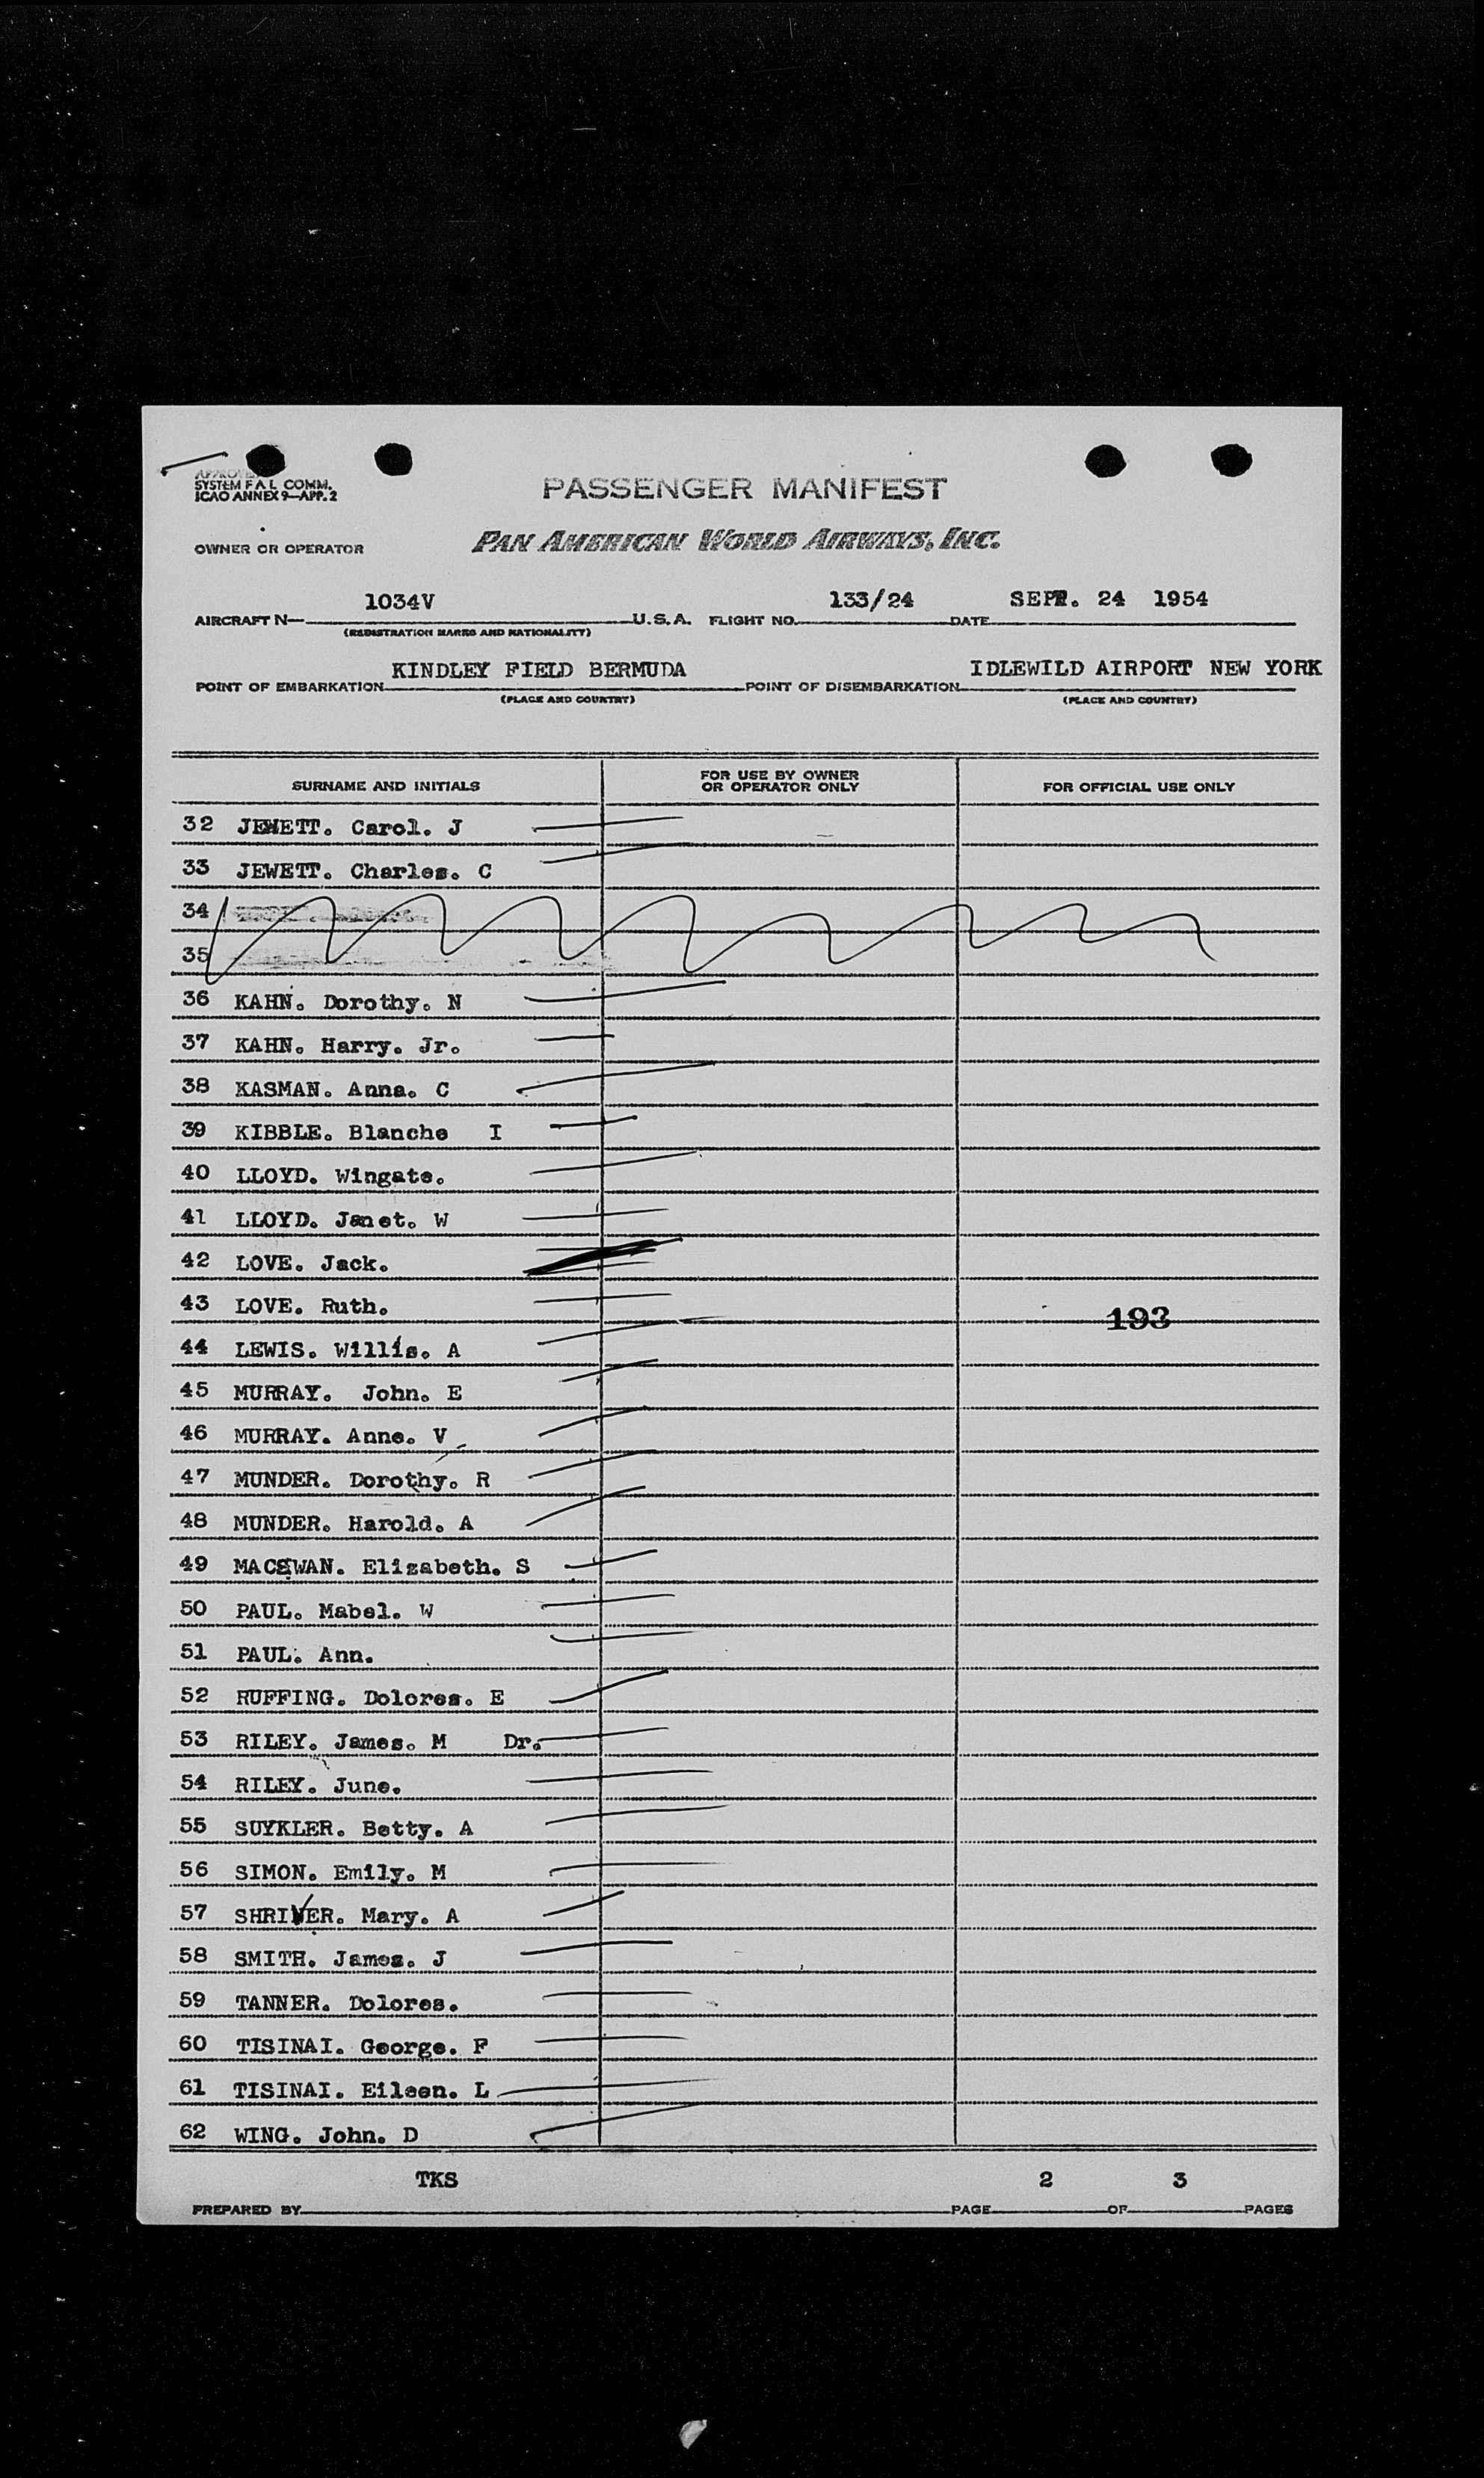 APPROVED
SYSTEM F A L COMM.
ICAO ANNEX 9—APP. 2
PASSENGER MANIFEST
OWNER OR OPERATOR
PAN AMERICAN WORLD AIRWAYS, INC.
AIRCRAFT N— 1034V U.S.A. FLIGHT NO. 133/24 DATE SEPT. 24 1954
(REGISTRATION MARKS AND NATIONALITY)
POINT OF EMBARKATION KINDLEY FIELD BERMUDA POINT OF DISEMBARKATION IDLEWILD AIRPORT NEW YORK
(PLACE AND COUNTRY) (PLACE AND COUNTRY)
SURNAME AND INITIALS FOR USE BY OWNER OR OPERATOR ONLY FOR OFFICIAL USE ONLY
32 JEWETT. Carol. J
33 JEWETT. Charles. C
34
35
36 KAHN. Dorothy. N
37 KAHN. Harry. Jr.
38 KASMAN. Anna. C
39 KIBBLE. Blanche I
40 LLOYD. Wingate.
41 LLOYD. Janet. W
42 LOVE. Jack.
43 LOVE. Ruth.
193
44 LEWIS. Willis. A
45 MURRAY. John. E
46 MURRAY. Anne. V
47 MUNDER. Dorothy. R
48 MUNDER. Harold. A
49 MACEWAN. Elizabeth. S
50 PAUL. Mabel. W
51 PAUL. Ann.
52 RUFFING. Dolores. E
53 RILEY. James. M Dr.
54 RILEY. June.
55 SUYKLER. Betty. A
56 SIMON. Emily. M
57 SHRIVER. Mary. A
58 SMITH. James. J
59 TANNER. Dolores.
60 TISINAI. George. F
61 TISINAI. Eileen. L
62 WING. John. D
PREPARED BY TKS PAGE 2 OF 3 PAGES